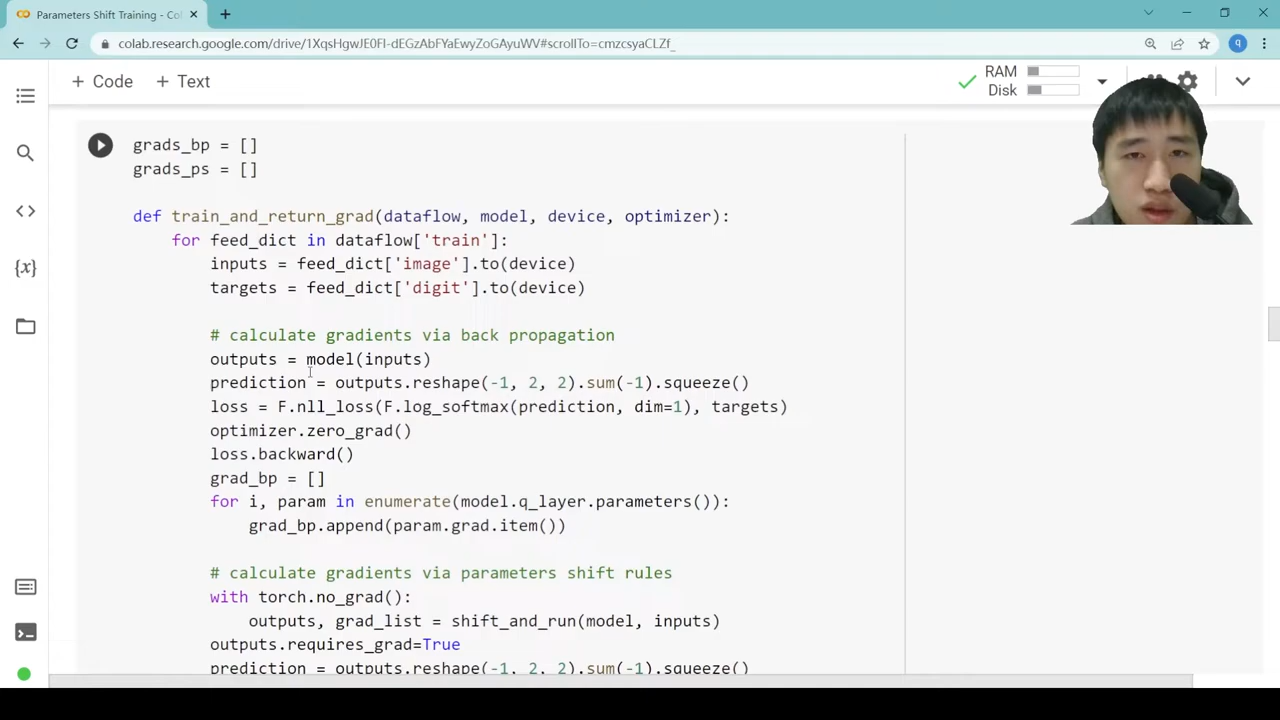 Parameters Shift Training - Col
colab.research.google.com/drive/1XqsHgwJE0FI-dEGzAbFYaEwyZoGAyuWV#scrollTo=cmzcsyaCLZf_
q
+ Code + Text
RAM
Disk
grads_bp = []
grads_ps = []
def train_and_return_grad(dataflow, model, device, optimizer):
for feed_dict in dataflow['train']:
inputs = feed_dict['image'].to(device)
targets = feed_dict['digit'].to(device)
# calculate gradients via back propagation
outputs = model(inputs)
prediction = outputs.reshape(-1, 2, 2).sum(-1).squeeze()
loss = F.nll_loss(F.log_softmax(prediction, dim=1), targets)
optimizer.zero_grad()
loss.backward()
grad_bp = []
for i, param in enumerate(model.q_layer.parameters()):
grad_bp.append(param.grad.item())
# calculate gradients via parameters shift rules
with torch.no_grad():
outputs, grad_list = shift_and_run(model, inputs)
outputs.requires_grad=True
prediction = outputs.reshape(-1, 2, 2).sum(-1).squeeze()